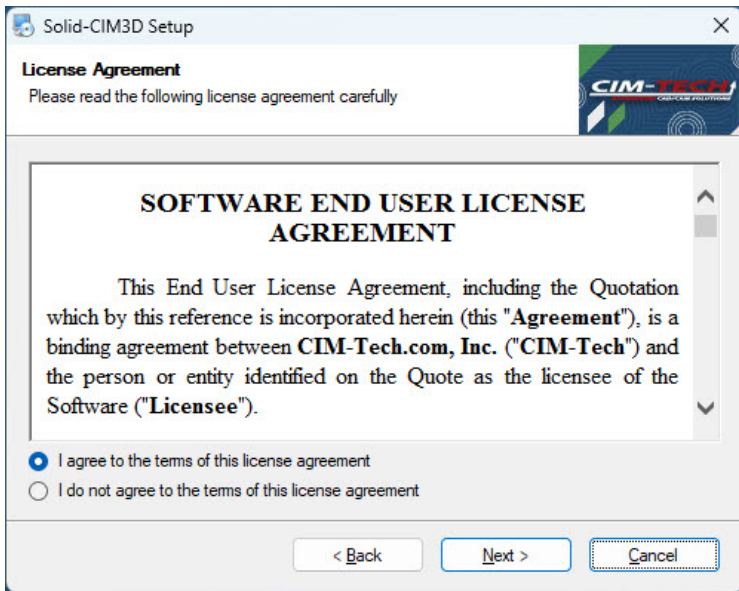 Solid-CIM3D Setup
License Agreement
Please read the following license agreement carefully
CIM-TECH
SOFTWARE END USER LICENSE
AGREEMENT
This End User License Agreement, including the Quotation
which by this reference is incorporated herein (this "Agreement"), is a
binding agreement between CIM-Tech.com, Inc. ("CIM-Tech") and
the person or entity identified on the Quote as the licensee of the
Software ("Licensee").
I agree to the terms of this license agreement
I do not agree to the terms of this license agreement
< Back Next > Cancel